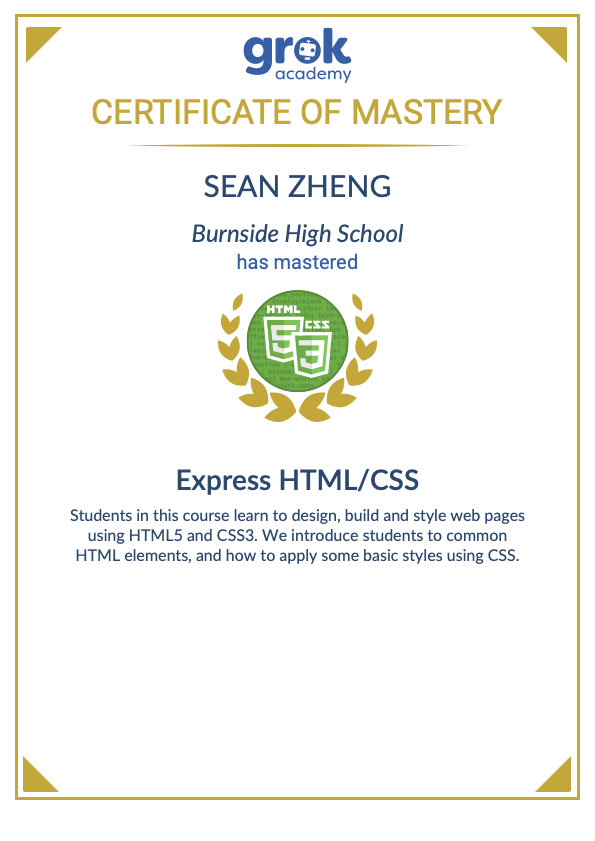 grok
academy
CERTIFICATE OF MASTERY
SEAN ZHENG
Burnside High School
has mastered
HTML
CSS
5
3
Express HTML/CSS
Students in this course learn to design, build and style web pages
using HTML5 and CSS3. We introduce students to common
HTML elements, and how to apply some basic styles using CSS.